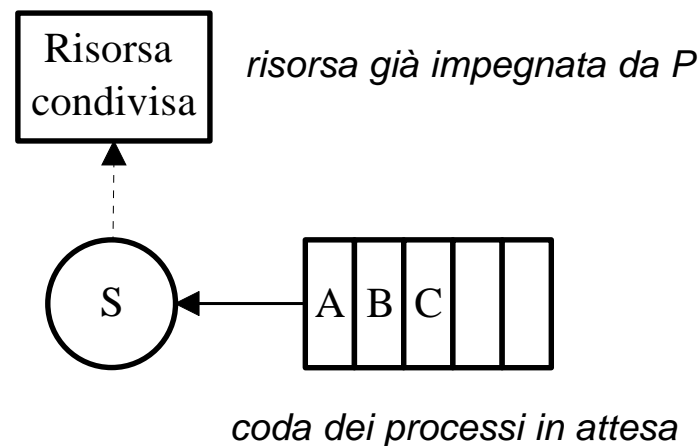 Risorsa
condivisa
risorsa già impegnata da P
S
A B C
coda dei processi in attesa